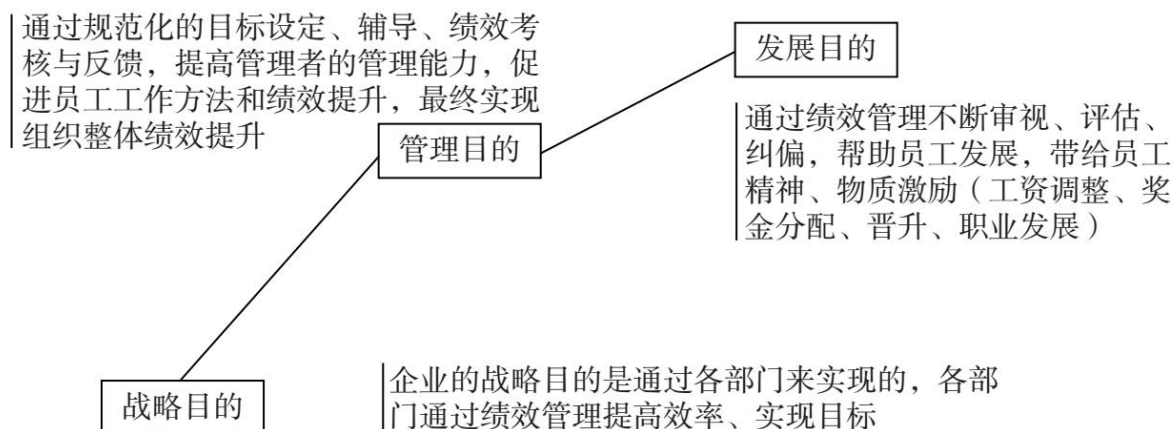 通过规范化的目标设定、辅导、绩效考
核与反馈，提高管理者的管理能力，促
进员工工作方法和绩效提升，最终实现
组织整体绩效提升
发展目的
管理目的
通过绩效管理不断审视、评估、
纠偏，帮助员工发展，带给员工
精神、物质激励（工资调整、奖
金分配、晋升、职业发展）
战略目的
企业的战略目的是通过各部门来实现的，各部
门通过绩效管理提高效率、实现目标